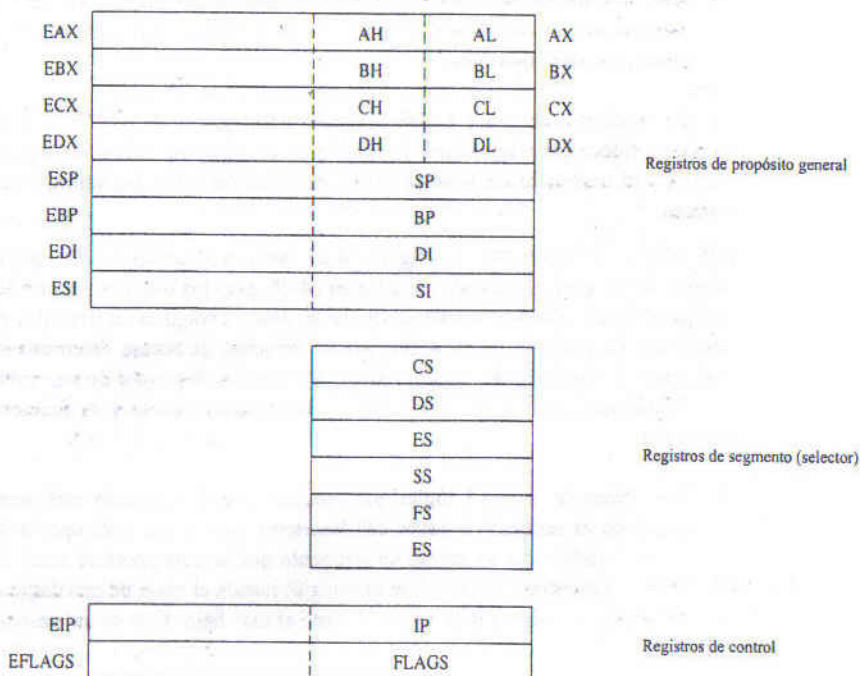 EAX AH AL AX
EBX BH BL BX
ECX CH CL CX
EDX DH DL DX
ESP SP
EBP BP
EDI DI
ESI SI
Registros de propósito general
CS
DS
ES
SS
FS
ES
Registros de segmento (selector)
EIP IP
EFLAGS FLAGS
Registros de control